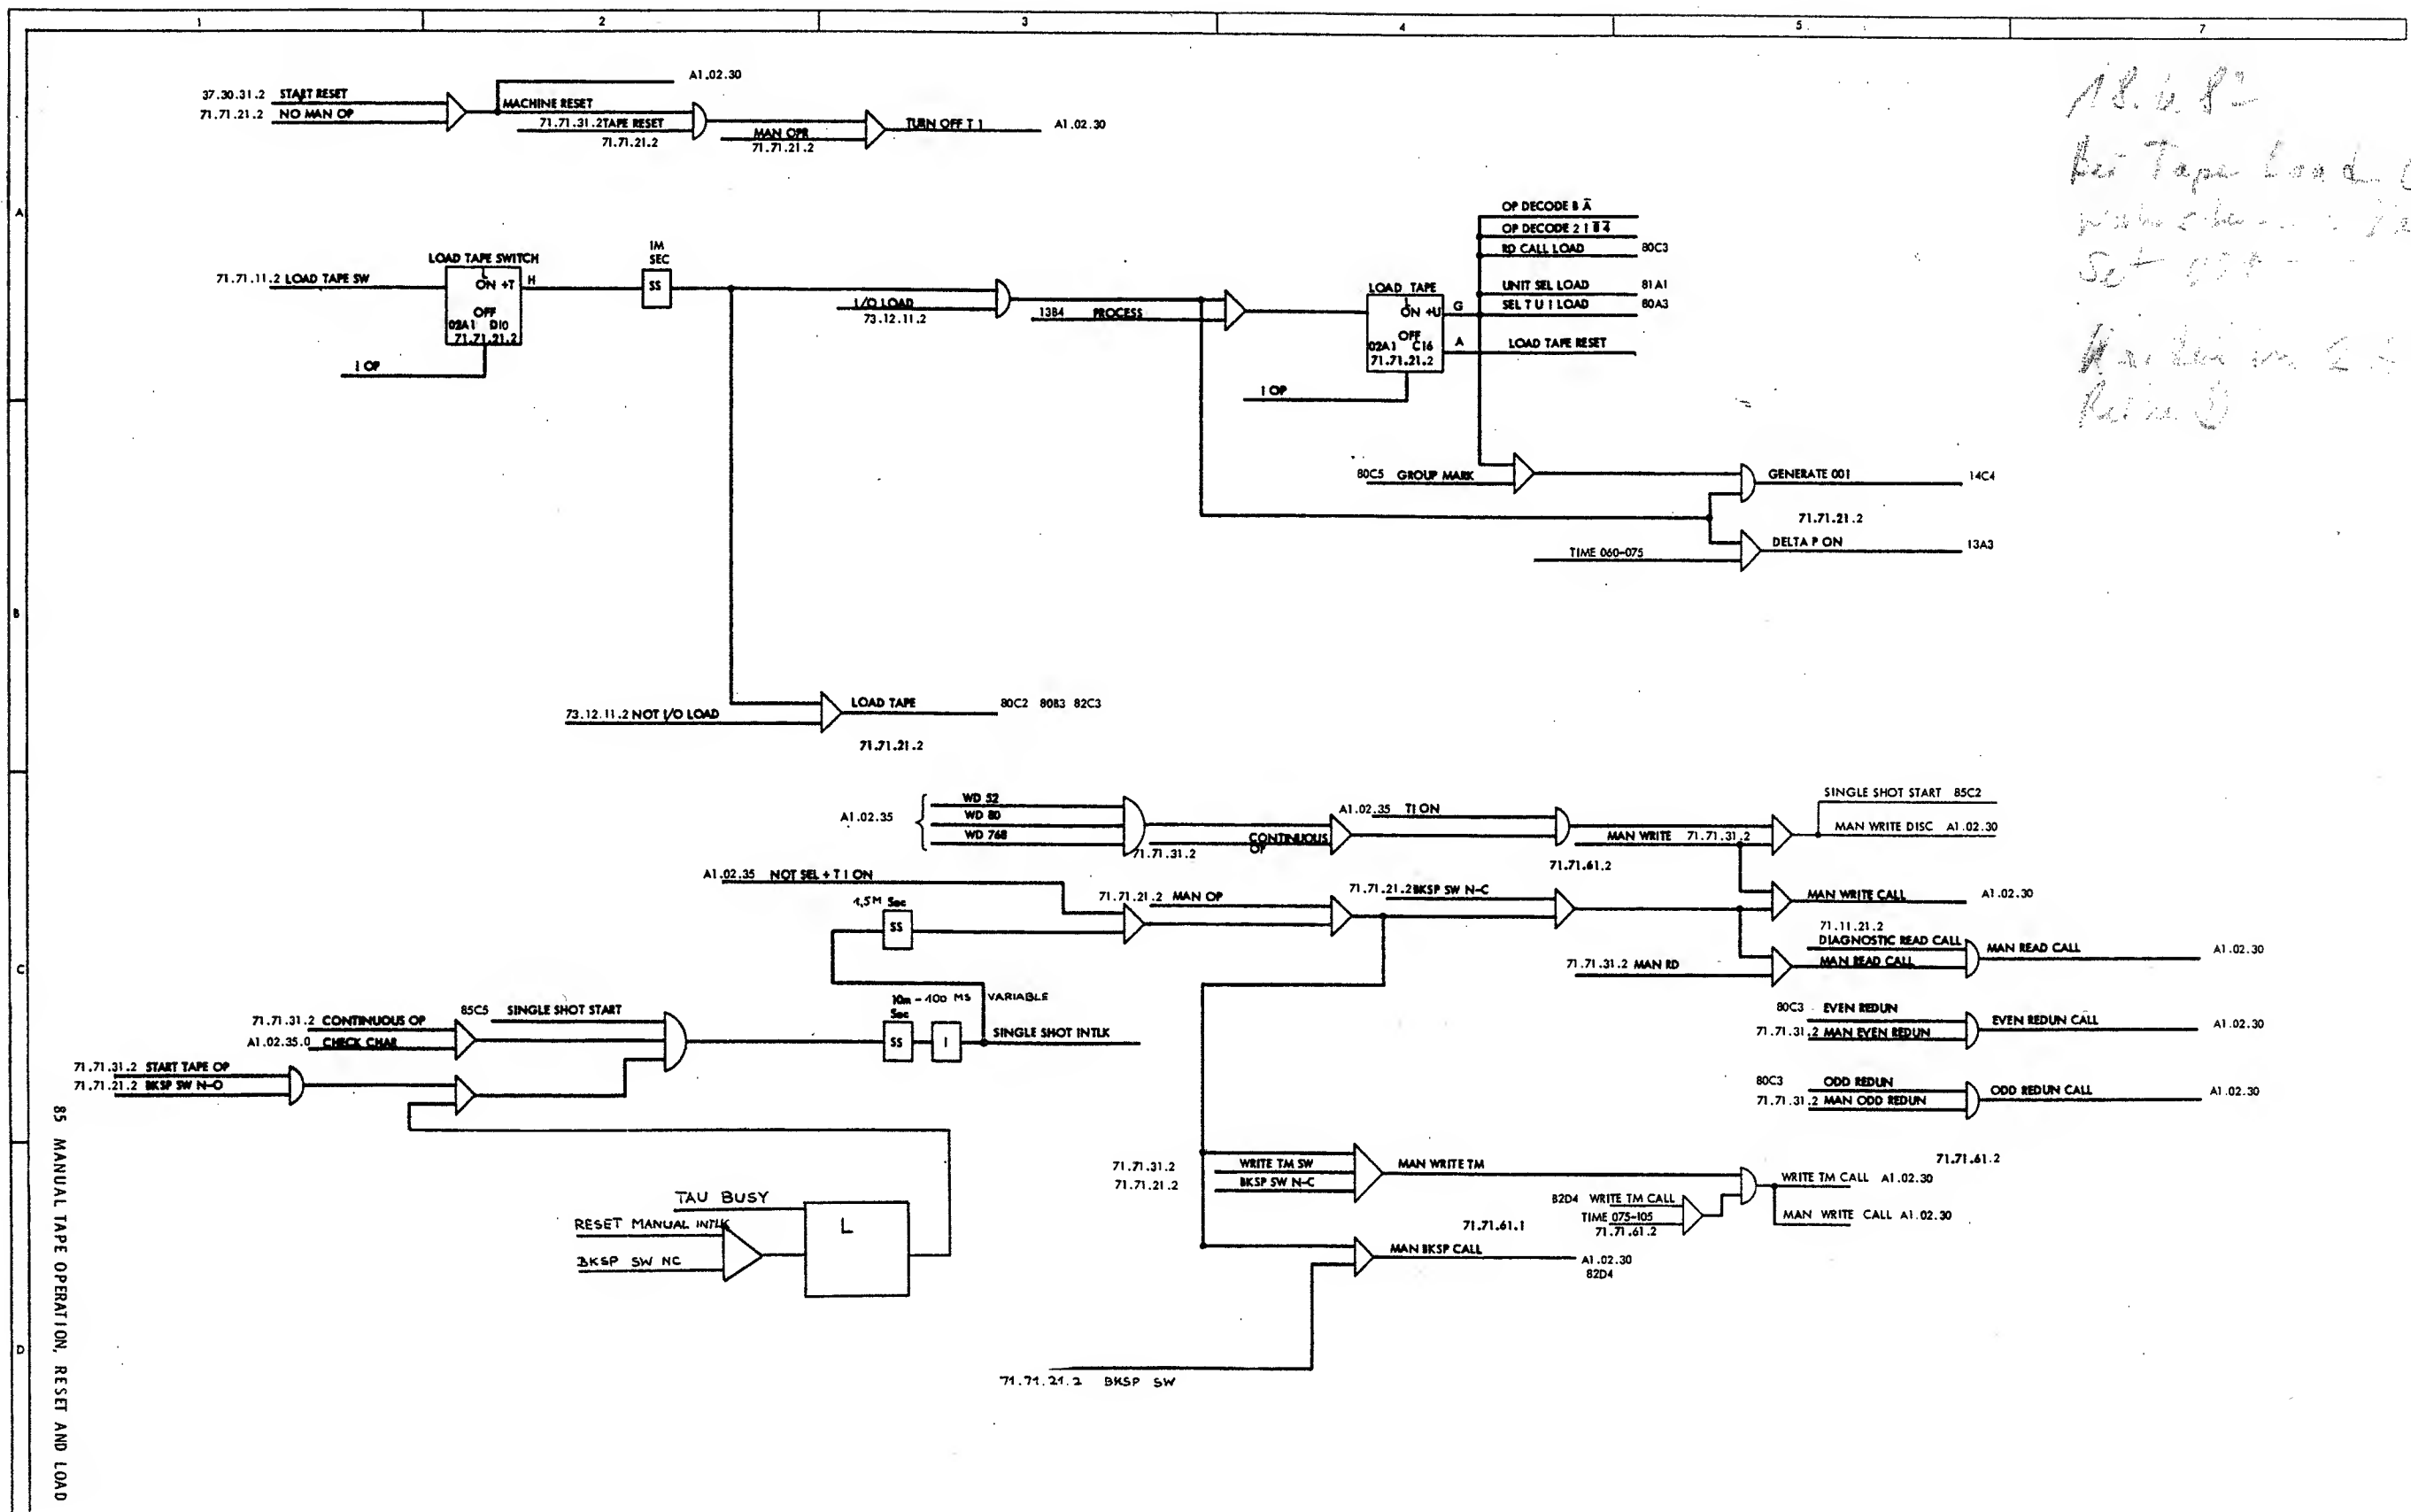 1 2 3 4 5 7
A1.02.30
37.30.31.2 START RESET
71.71.21.2 NO MAN OP
MACHINE RESET
71.71.31.2 TAPE RESET
71.71.21.2
MAN OPR
71.71.21.2
TURN OFF T 1 A1.02.30
18.
Bei Tape Load
Set
A
OP DECODE B A̅
OP DECODE 2 1 8̅ 4̅
RD CALL LOAD 80C3
UNIT SEL LOAD 81A1
SEL T U 1 LOAD 80A3
LOAD TAPE RESET
71.71.11.2 LOAD TAPE SW
LOAD TAPE SWITCH
L
ON +T H
OFF
02A1 D10
71.71.21.2
1 OP
1M
SEC
SS
I/O LOAD
73.12.11.2
13B4 PROCESS
LOAD TAPE
L
ON +U G
OFF
02A1 C16 A
71.71.21.2
1 OP
80C5 GROUP MARK
GENERATE 001 14C4
71.71.21.2
DELTA P ON 13A3
TIME 060-075
B
73.12.11.2 NOT I/O LOAD
LOAD TAPE 80C2 80B3 82C3
71.71.21.2
A1.02.35
WD 52
WD 80
WD 768
71.71.31.2
CONTINUOUS
OP
A1.02.35 TI ON
MAN WRITE 71.71.31.2
71.71.61.2
SINGLE SHOT START 85C2
MAN WRITE DISC A1.02.30
A1.02.35 NOT SEL + T I ON
1,5M Sec
SS
71.71.21.2 MAN OP
71.71.21.2 BKSP SW N-C
MAN WRITE CALL A1.02.30
71.11.21.2
DIAGNOSTIC READ CALL
MAN READ CALL
MAN READ CALL A1.02.30
71.71.31.2 MAN RD
C
10m - 400 MS VARIABLE
Sec
SS I
SINGLE SHOT INTLK
85C5 SINGLE SHOT START
71.71.31.2 CONTINUOUS OP
A1.02.35.0 CHECK CHAR
71.71.31.2 START TAPE OP
71.71.21.2 BKSP SW N-O
80C3 EVEN REDUN
71.71.31.2 MAN EVEN REDUN
EVEN REDUN CALL A1.02.30
80C3 ODD REDUN
71.71.31.2 MAN ODD REDUN
ODD REDUN CALL A1.02.30
TAU BUSY
RESET MANUAL INTLK
BKSP SW NC
L
71.71.31.2 WRITE TM SW
71.71.21.2 BKSP SW N-C
MAN WRITE TM
71.71.61.2
82D4 WRITE TM CALL
TIME 075-105
71.71.61.2
WRITE TM CALL A1.02.30
MAN WRITE CALL A1.02.30
71.71.61.1
MAN BKSP CALL
A1.02.30
82D4
71.71.21.2 BKSP SW
D
85 MANUAL TAPE OPERATION, RESET AND LOAD